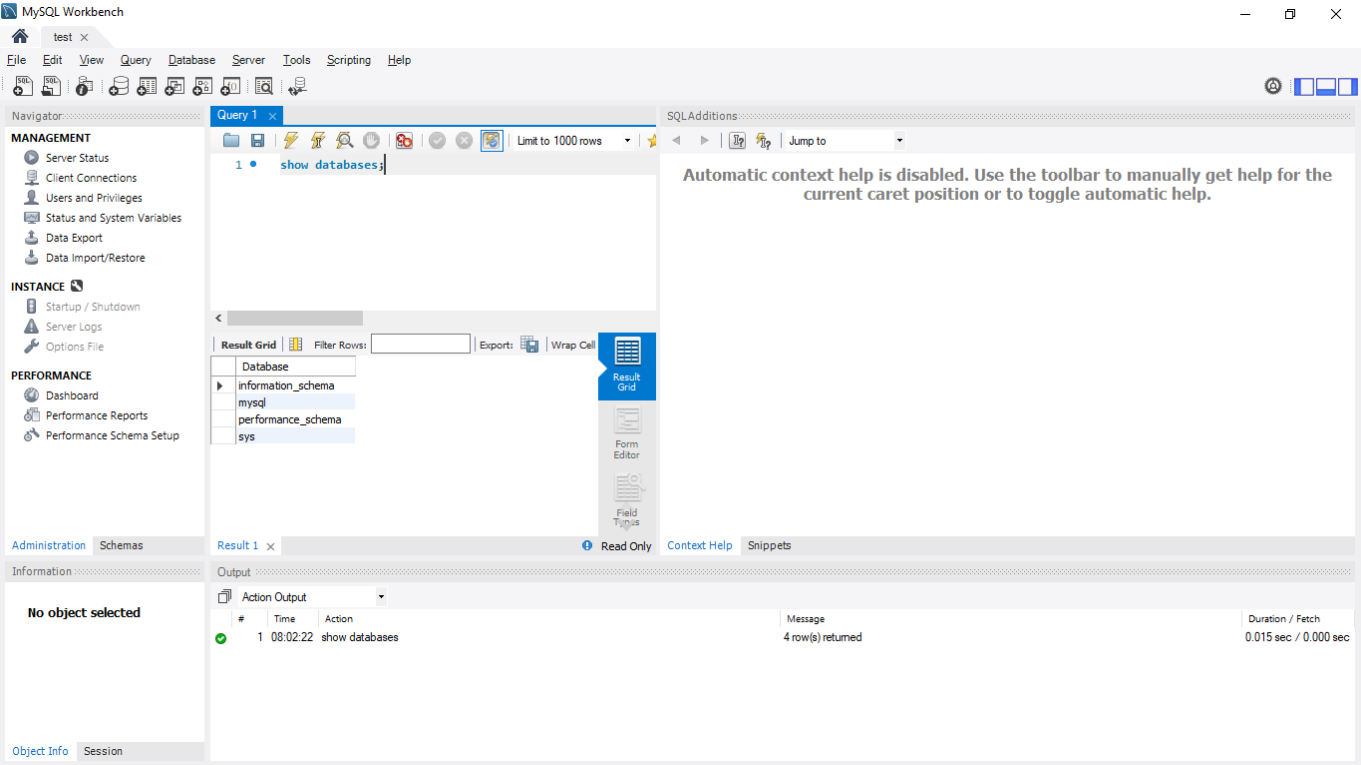 MySQL Workbench
test
File Edit View Query Database Server Tools Scripting Help
Navigator
MANAGEMENT
Server Status
Client Connections
Users and Privileges
Status and System Variables
Data Export
Data Import/Restore
INSTANCE
Startup / Shutdown
Server Logs
Options File
PERFORMANCE
Dashboard
Performance Reports
Performance Schema Setup
Administration Schemas
Query 1
Limit to 1000 rows
1 show databases;
Result Grid Filter Rows: Export: Wrap Cell
Database
information_schema
mysql
performance_schema
sys
Result
Grid
Form
Editor
Field
Types
Result 1 Read Only
SQLAdditions
Jump to
Automatic context help is disabled. Use the toolbar to manually get help for the
current caret position or to toggle automatic help.
Context Help Snippets
Information
No object selected
Object Info Session
Output
Action Output
# Time Action Message Duration / Fetch
1 08:02:22 show databases 4 row(s) returned 0.015 sec / 0.000 sec